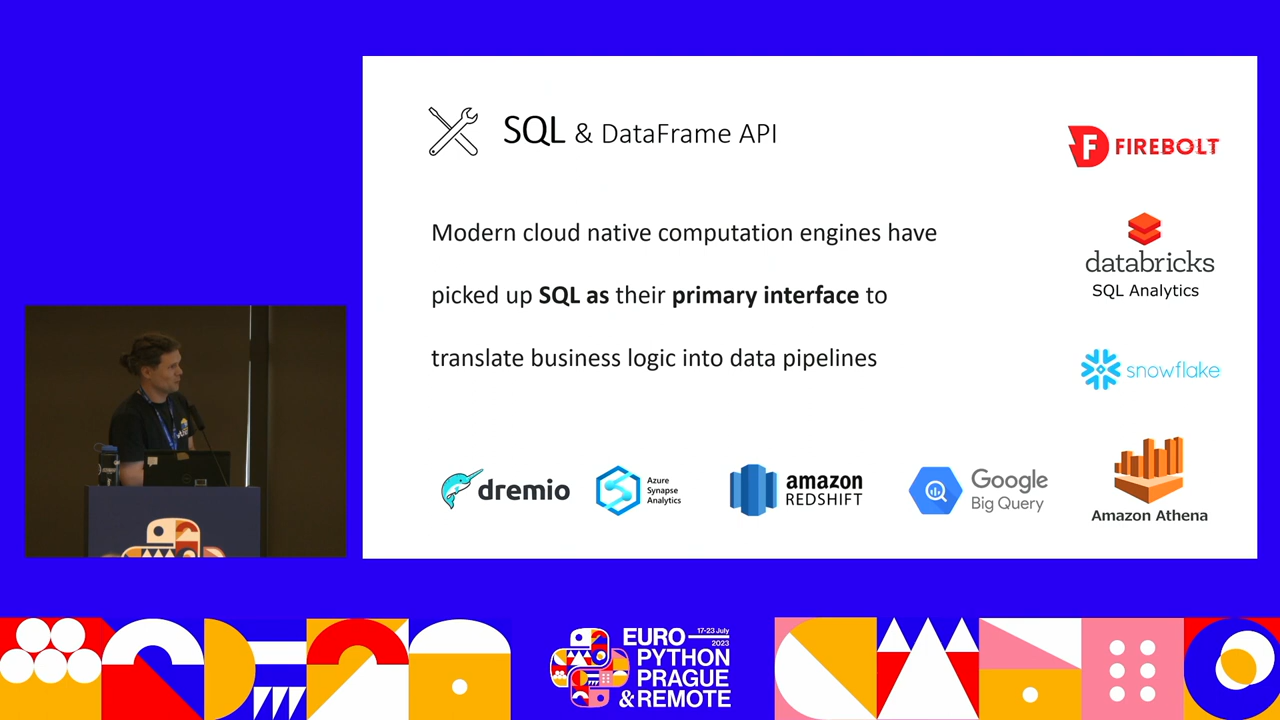 SQL & DataFrame API
Modern cloud native computation engines have
picked up SQL as their primary interface to
translate business logic into data pipelines
FIREBOLT
databricks
SQL Analytics
snowflake
Amazon Athena
dremio
Azure
Synapse
Analytics
amazon
REDSHIFT
Google
Big Query
17-23 July
2023
EURO
PYTHON
PRAGUE
& REMOTE